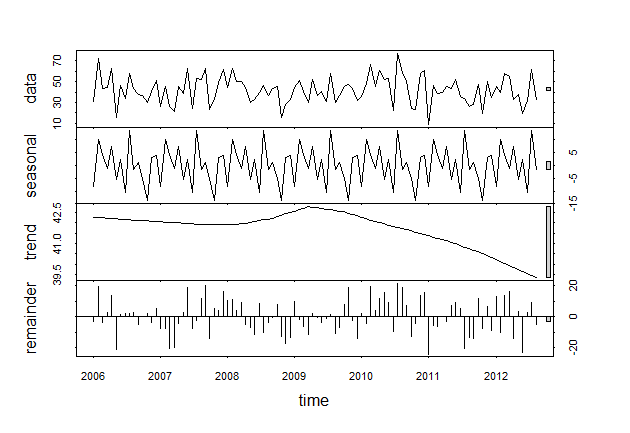 data
10 30 50 70
seasonal
-15 -5 5
trend
39.5 41.0 42.5
remainder
-20 0 20
2006 2007 2008 2009 2010 2011 2012
time